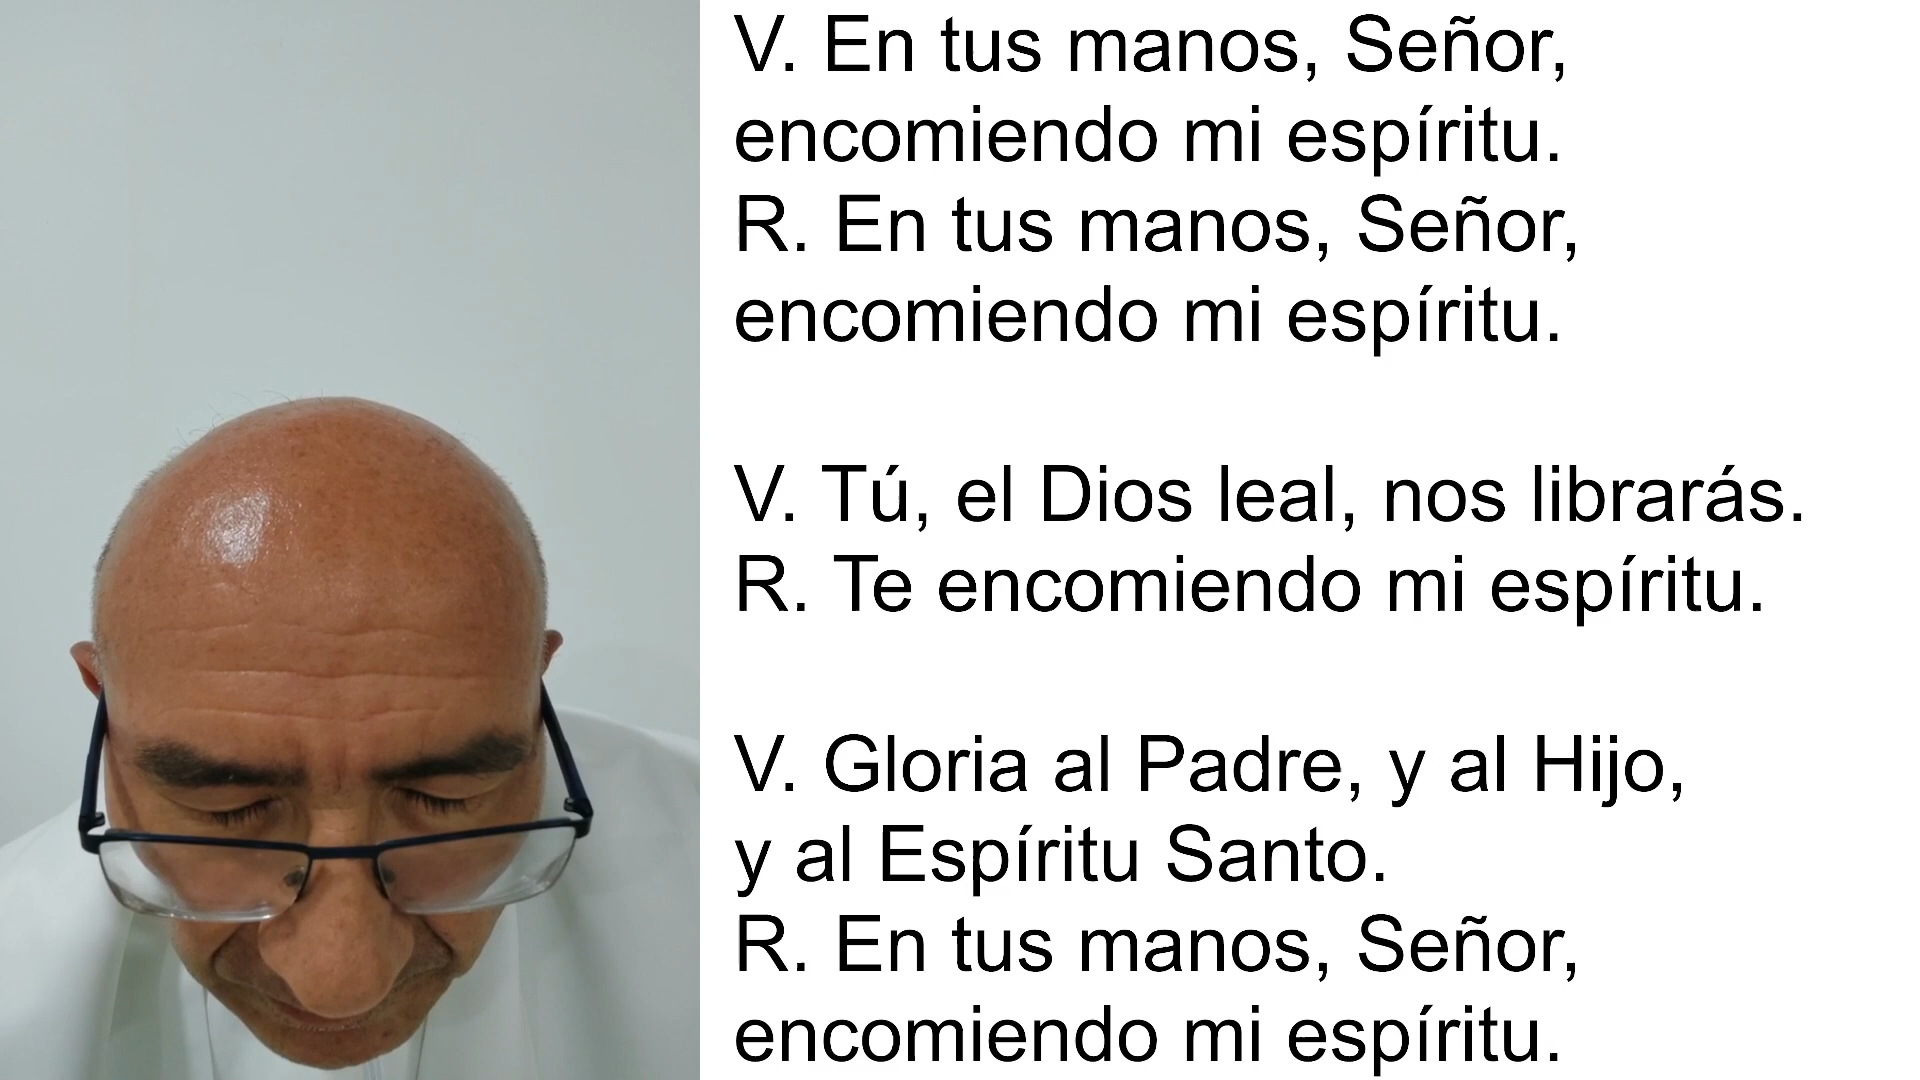 V. En tus manos, Señor,
encomiendo mi espíritu.
R. En tus manos, Señor,
encomiendo mi espíritu.
V. Tú, el Dios leal, nos librarás.
R. Te encomiendo mi espíritu.
V. Gloria al Padre, y al Hijo,
y al Espíritu Santo.
R. En tus manos, Señor,
encomiendo mi espíritu.